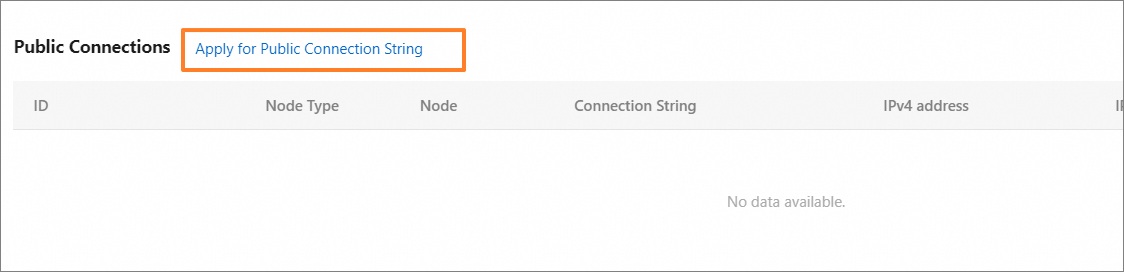 Public Connections Apply for Public Connection String
ID Node Type Node Connection String IPv4 address
No data available.